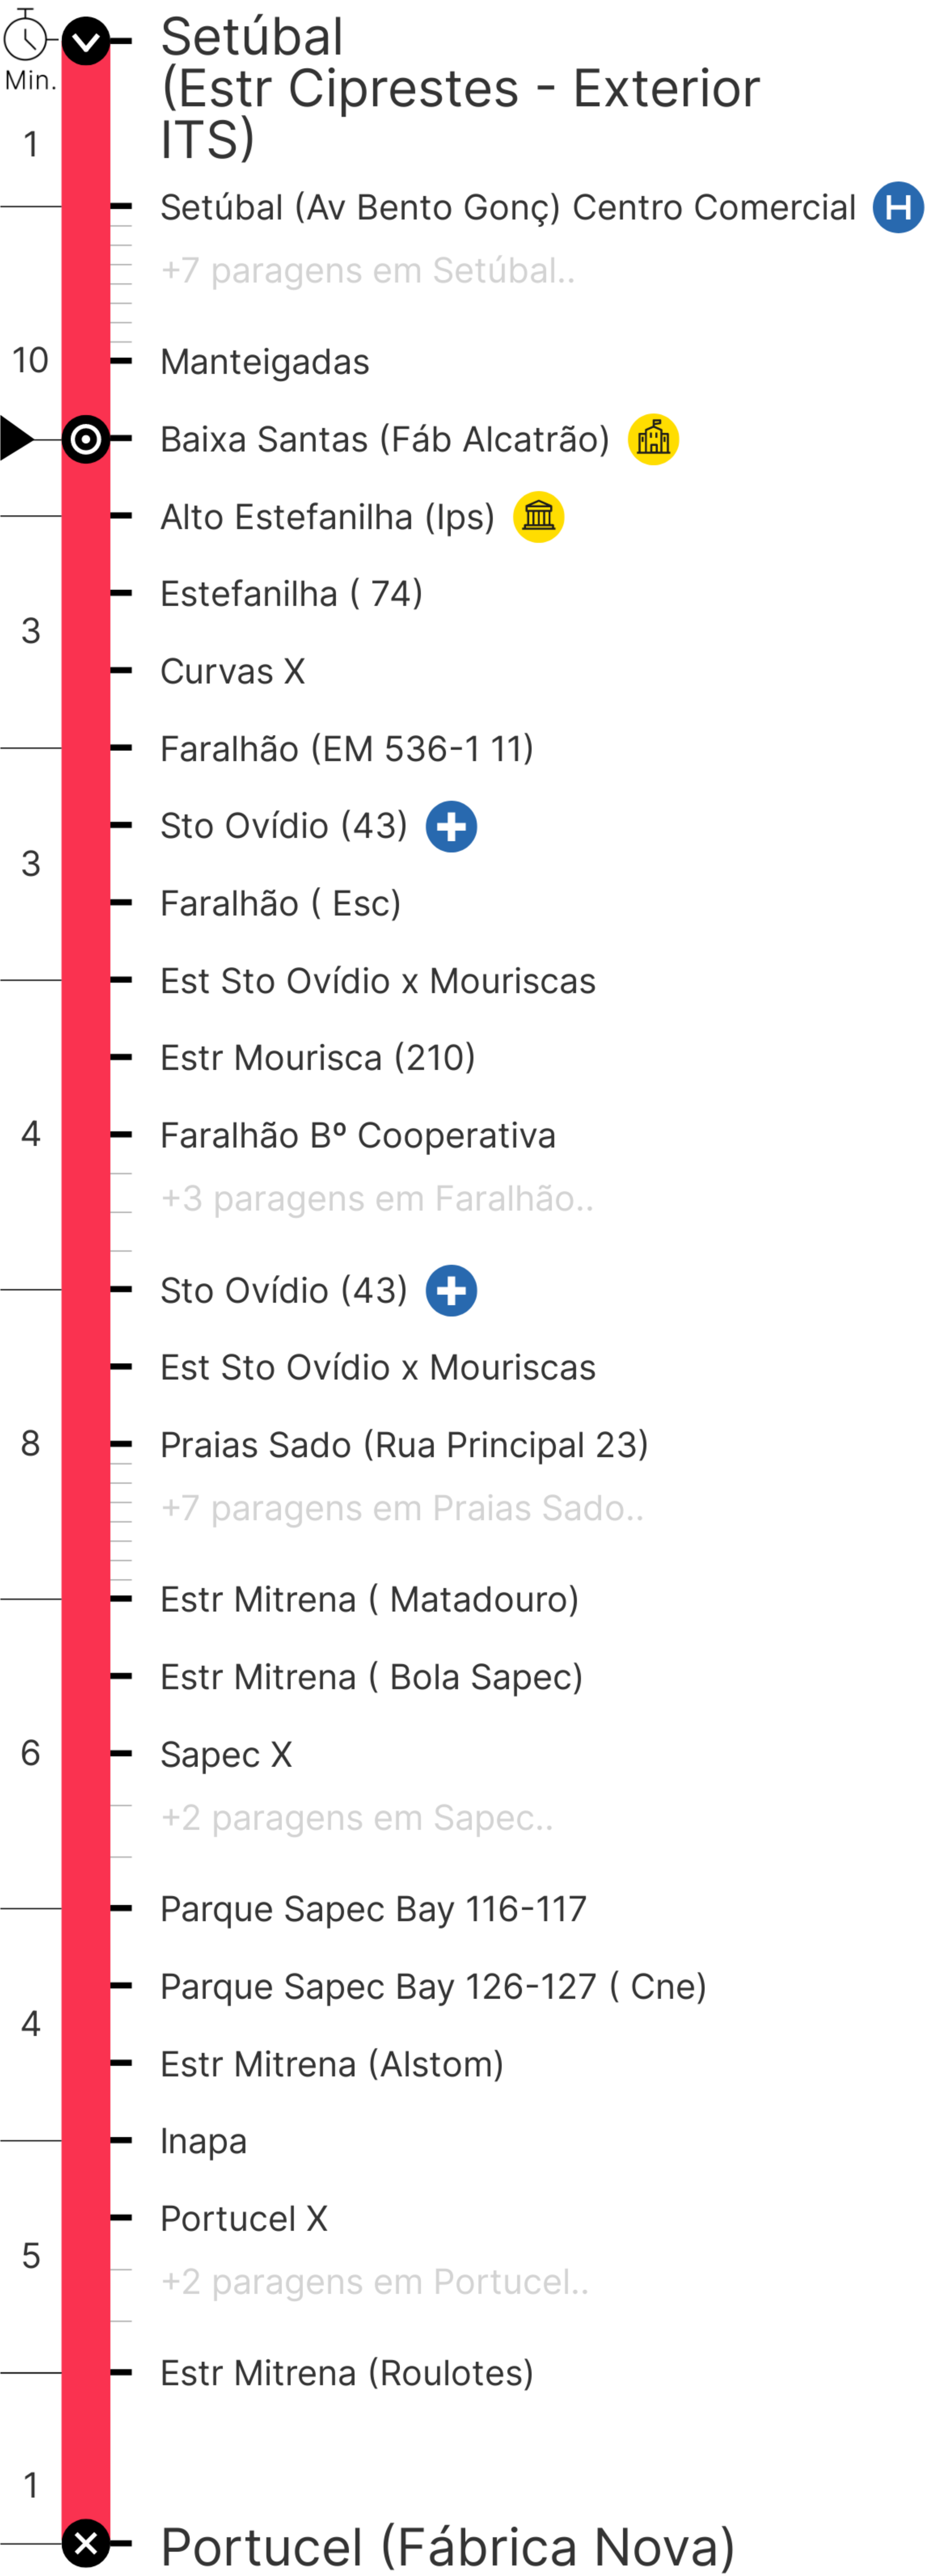 Setúbal
(Estr Ciprestes - Exterior
ITS)
Min.
1
Setúbal (Av Bento Gonç) Centro Comercial H
+7 paragens em Setúbal..
10
Manteigadas
Baixa Santas (Fáb Alcatrão)
Alto Estefanilha (Ips)
Estefanilha ( 74)
3
Curvas X
Faralhão (EM 536-1 11)
Sto Ovídio (43)
3
Faralhão ( Esc)
Est Sto Ovídio x Mouriscas
Estr Mourisca (210)
4
Faralhão Bº Cooperativa
+3 paragens em Faralhão..
Sto Ovídio (43)
Est Sto Ovídio x Mouriscas
8
Praias Sado (Rua Principal 23)
+7 paragens em Praias Sado..
Estr Mitrena ( Matadouro)
Estr Mitrena ( Bola Sapec)
6
Sapec X
+2 paragens em Sapec..
Parque Sapec Bay 116-117
Parque Sapec Bay 126-127 ( Cne)
4
Estr Mitrena (Alstom)
Inapa
Portucel X
5
+2 paragens em Portucel..
Estr Mitrena (Roulotes)
1
Portucel (Fábrica Nova)